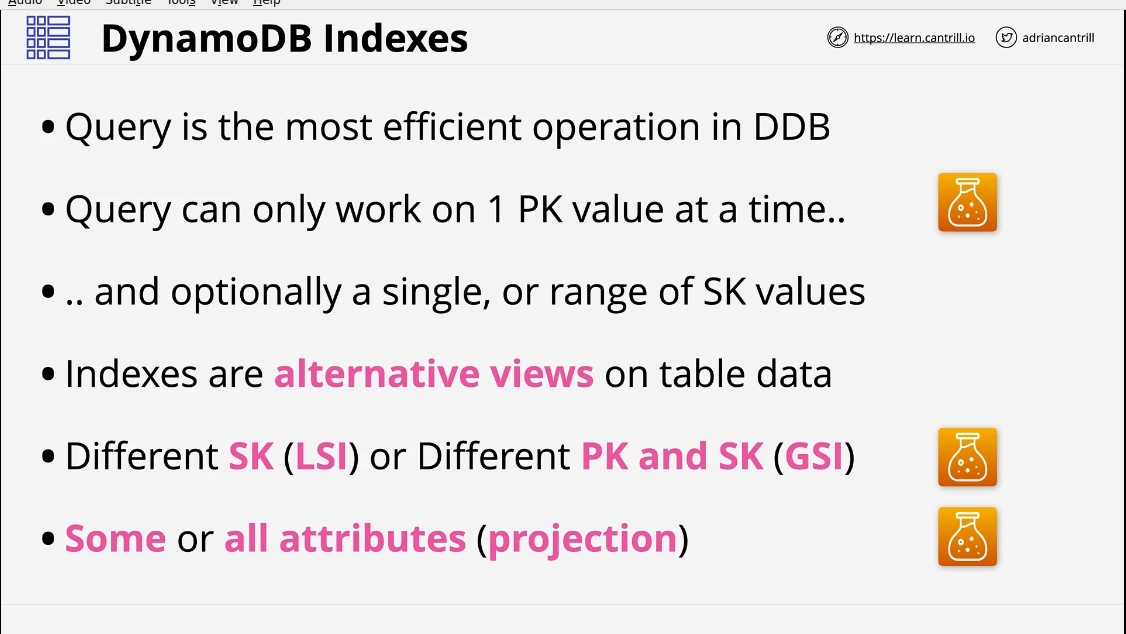 Audio Video Subtitle Tools View Help
DynamoDB Indexes
https://learn.cantrill.io adriancantrill
• Query is the most efficient operation in DDB
• Query can only work on 1 PK value at a time..
• .. and optionally a single, or range of SK values
• Indexes are alternative views on table data
• Different SK (LSI) or Different PK and SK (GSI)
• Some or all attributes (projection)